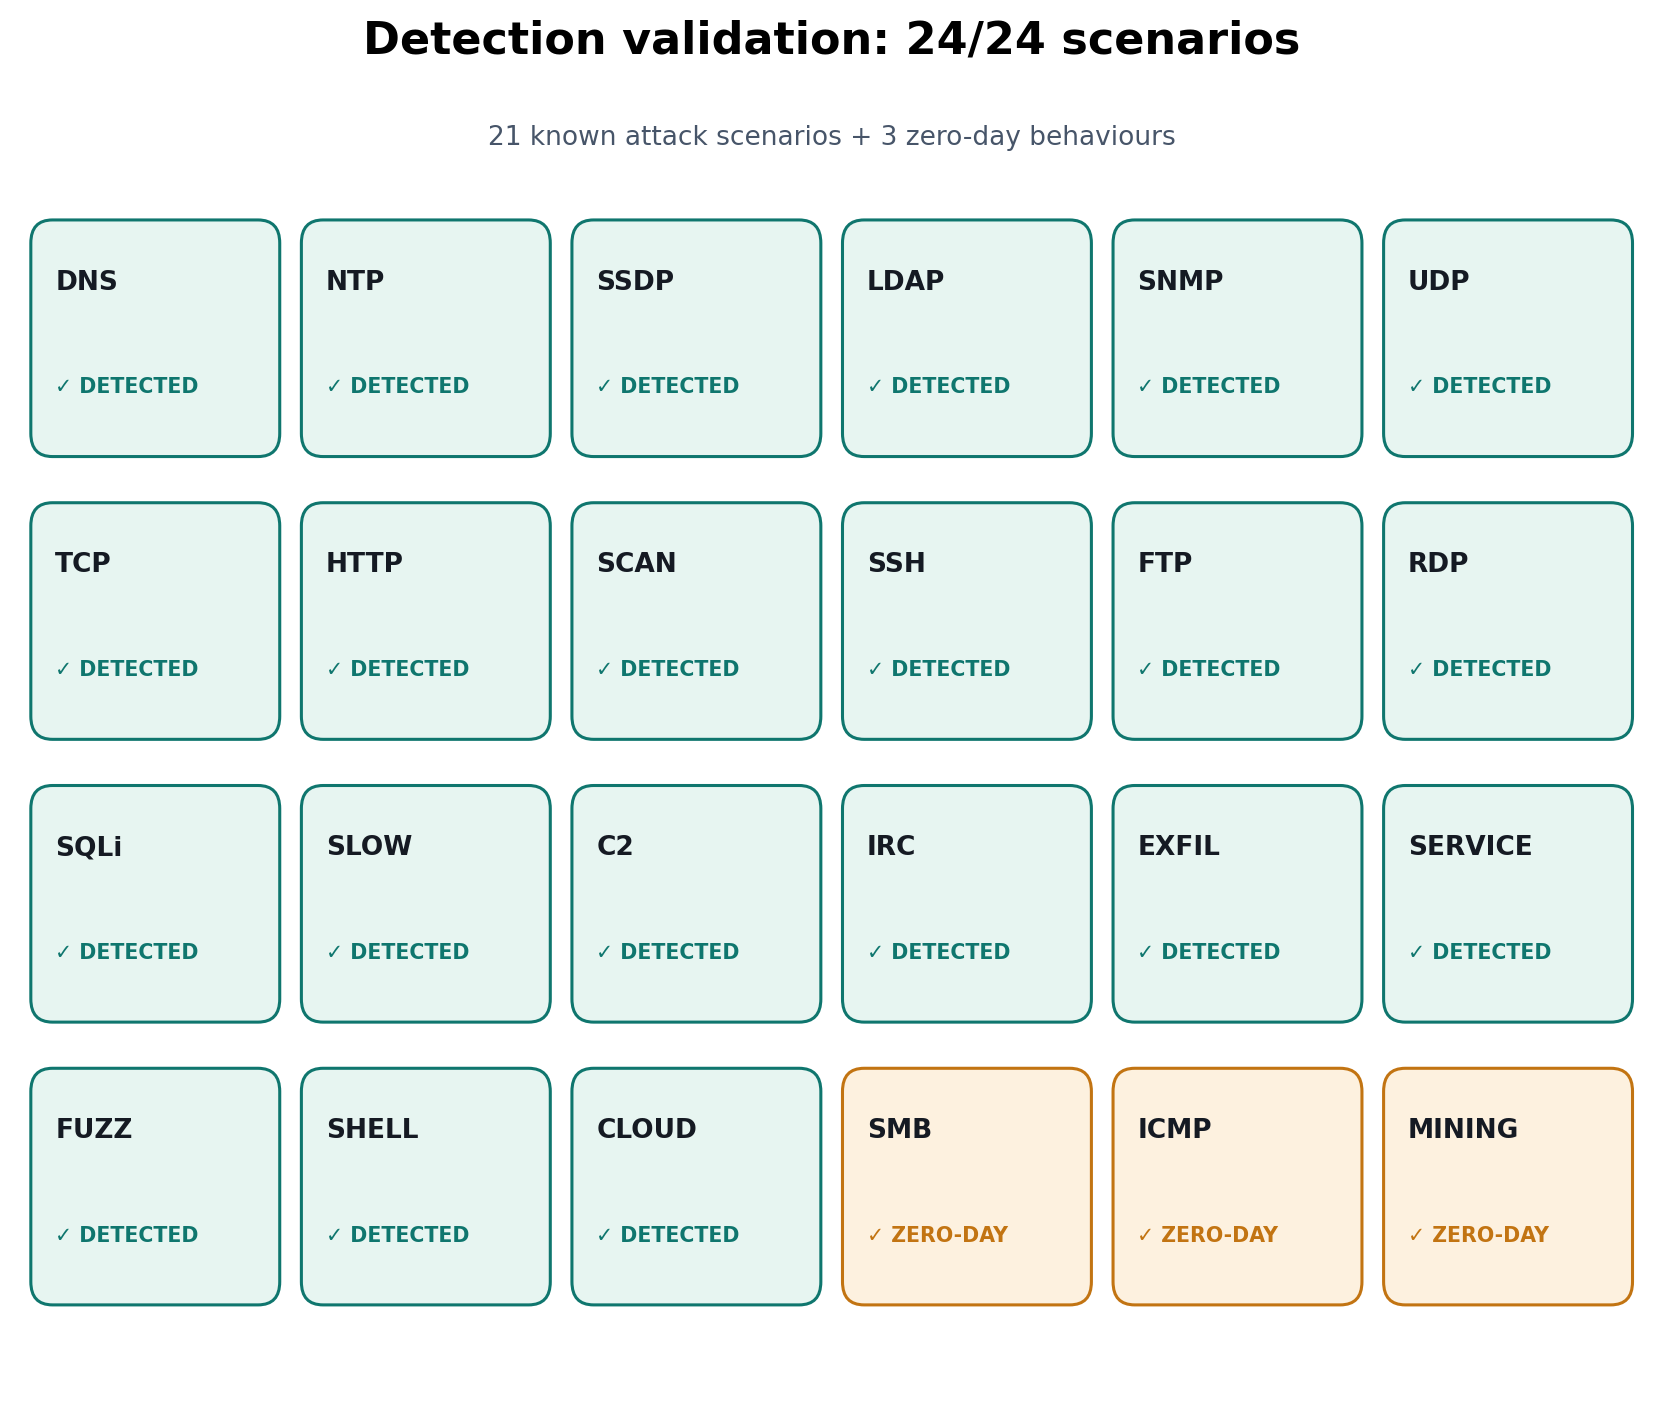 Detection validation: 24/24 scenarios
21 known attack scenarios + 3 zero-day behaviours
DNS NTP SSDP LDAP SNMP UDP
✓ DETECTED ✓ DETECTED ✓ DETECTED ✓ DETECTED ✓ DETECTED ✓ DETECTED
TCP HTTP SCAN SSH FTP RDP
✓ DETECTED ✓ DETECTED ✓ DETECTED ✓ DETECTED ✓ DETECTED ✓ DETECTED
SQLi SLOW C2 IRC EXFIL SERVICE
✓ DETECTED ✓ DETECTED ✓ DETECTED ✓ DETECTED ✓ DETECTED ✓ DETECTED
FUZZ SHELL CLOUD SMB ICMP MINING
✓ DETECTED ✓ DETECTED ✓ DETECTED ✓ ZERO-DAY ✓ ZERO-DAY ✓ ZERO-DAY